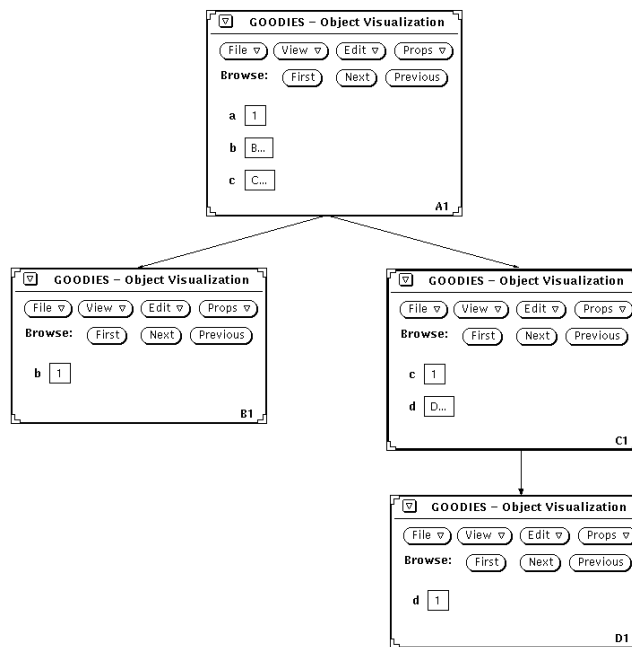 GOODIES – Object Visualization
File View Edit Props
Browse: First Next Previous
a 1
b B...
c C...
A1
GOODIES – Object Visualization
File View Edit Props
Browse: First Next Previous
b 1
B1
GOODIES – Object Visualization
File View Edit Props
Browse: First Next Previous
c 1
d D...
C1
GOODIES – Object Visualization
File View Edit Props
Browse: First Next Previous
d 1
D1